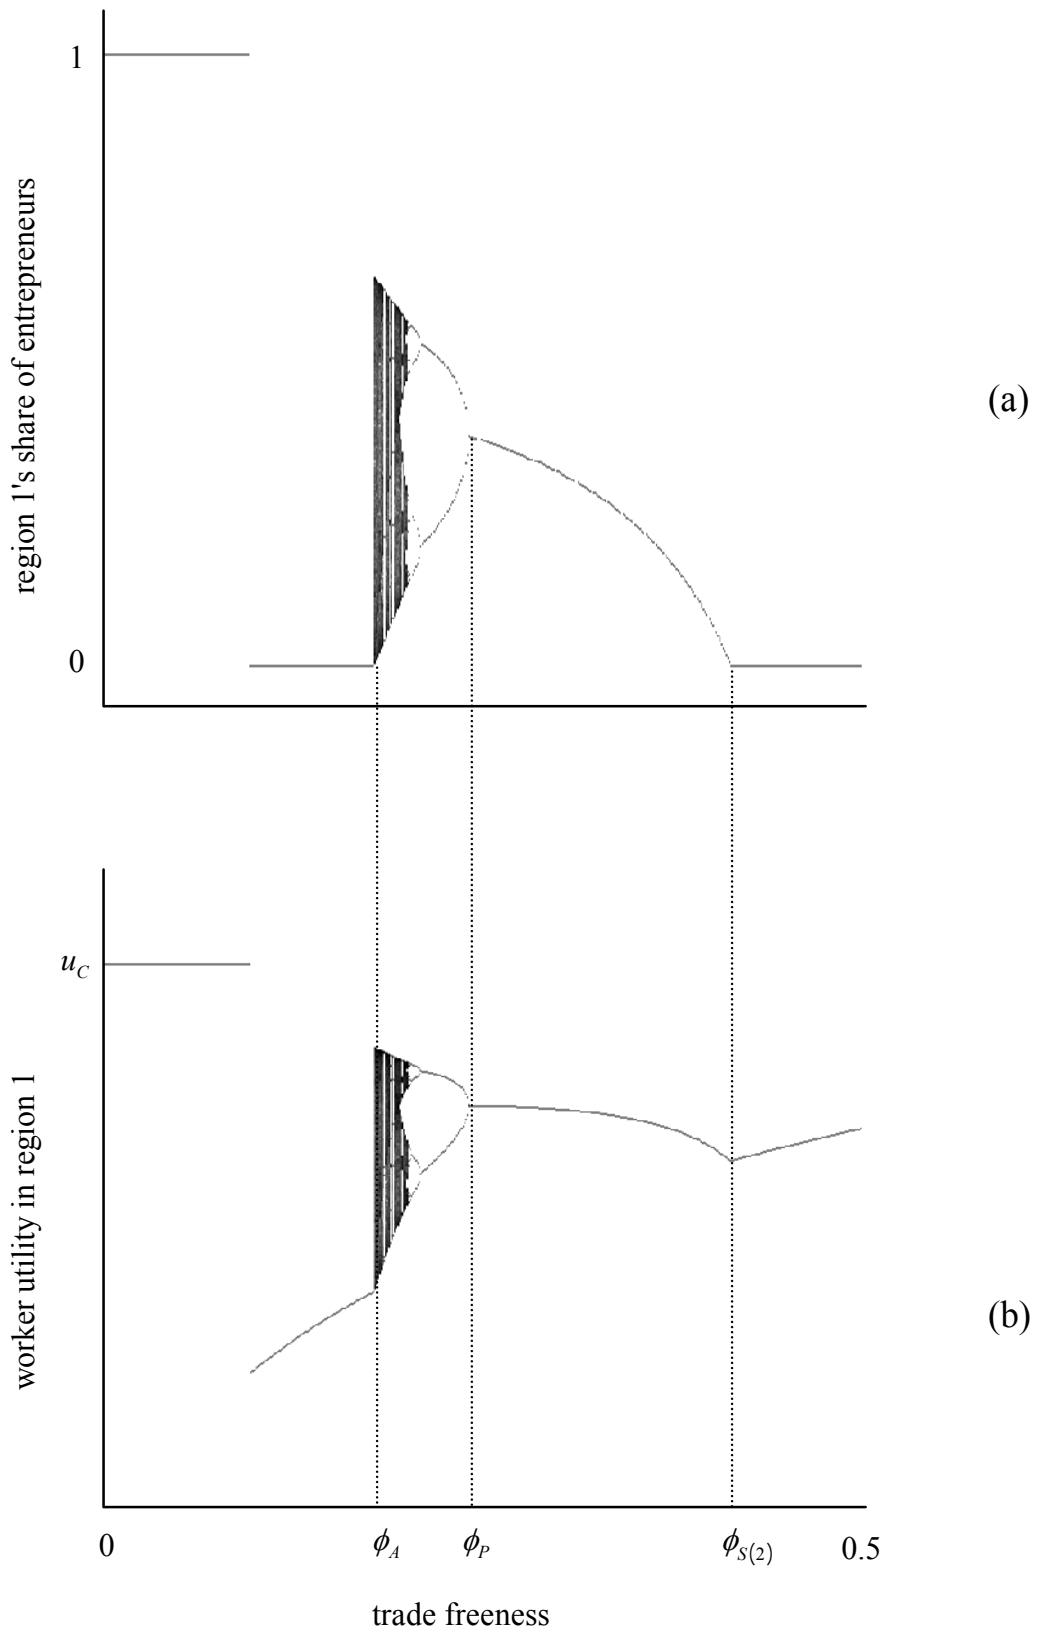 1
region 1's share of entrepreneurs
(a)
0
u_C
worker utility in region 1
(b)
0
ϕ_A
ϕ_P
ϕ_S(2)
0.5
trade freeness